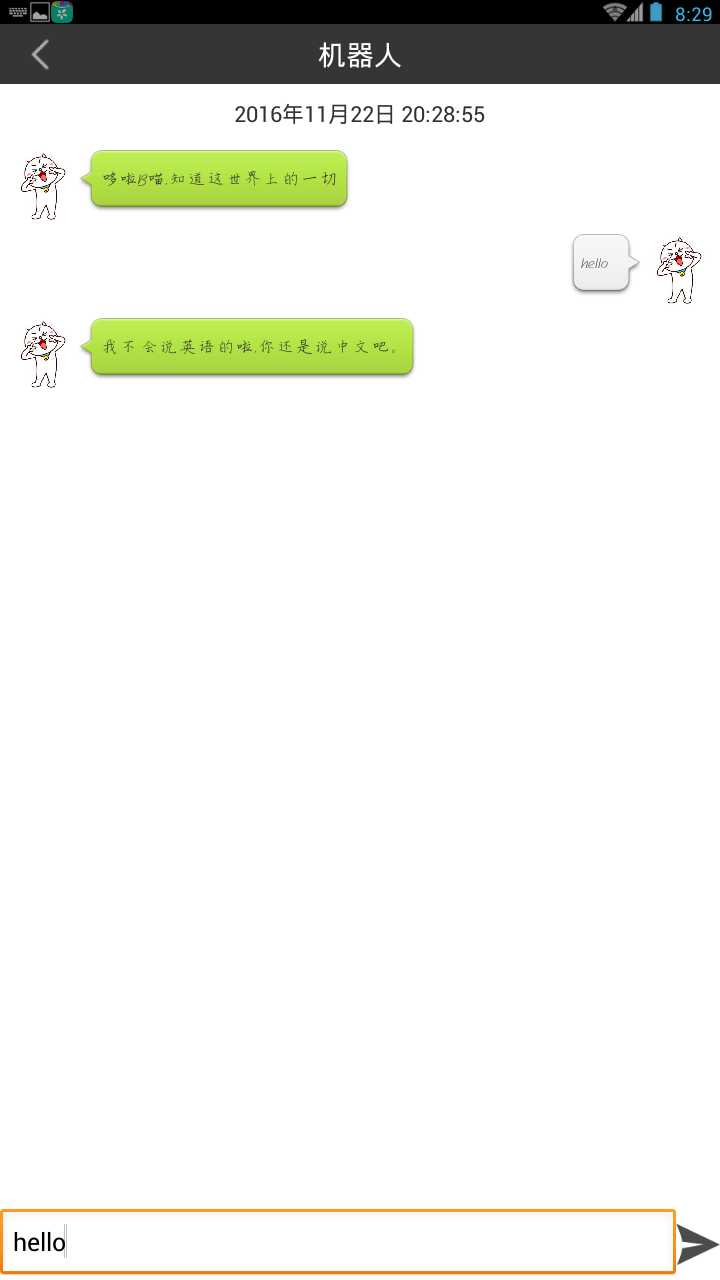 8:29
机器人
2016年11月22日 20:28:55
哆啦B喵,知道这世界上的一切
hello
我不会说英语的啦,你还是说中文吧。
hello